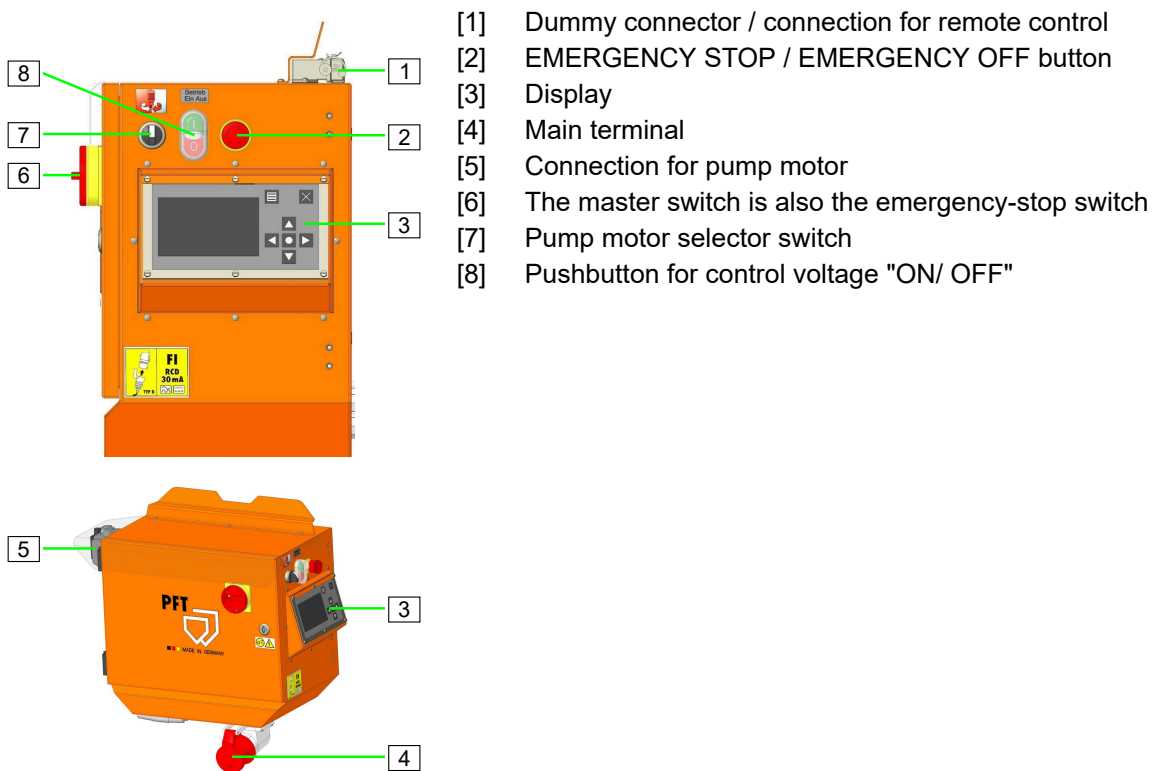 [1] Dummy connector / connection for remote control
[2] EMERGENCY STOP / EMERGENCY OFF button
[3] Display
[4] Main terminal
[5] Connection for pump motor
[6] The master switch is also the emergency-stop switch
[7] Pump motor selector switch
[8] Pushbutton for control voltage "ON/ OFF"
8
1
Betrieb
Ein Aus
I
O
7
2
6
3
FI
RCD
30 mA
TYP B
5
PFT
MADE IN GERMANY
3
4